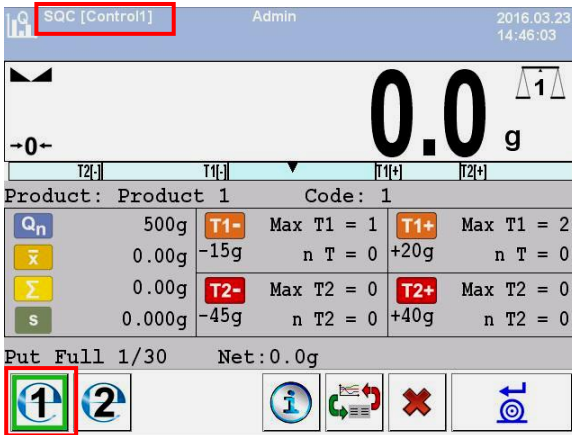 SQC [Control1] Admin 2016.03.23
14:46:03
1
0.0 g
→0←
T2[-] T1[-] T1[+] T2[+]
Product: Product 1 Code: 1
Qn 500g T1- Max T1 = 1 T1+ Max T1 = 2
x̄ 0.00g -15g n T = 0 +20g n T = 0
Σ 0.00g T2- Max T2 = 0 T2+ Max T2 = 0
s 0.000g -45g n T2 = 0 +40g n T2 = 0
Put Full 1/30 Net:0.0g
1 2 i